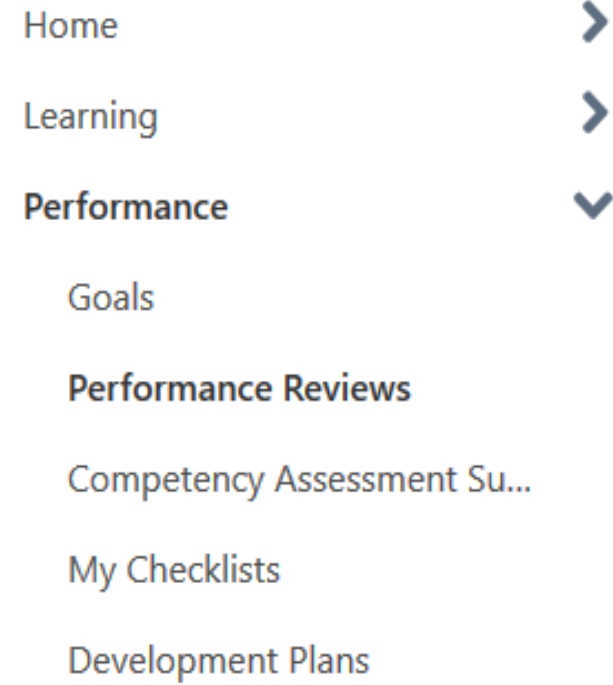 Home
Learning
Performance
Goals
Performance Reviews
Competency Assessment Su...
My Checklists
Development Plans